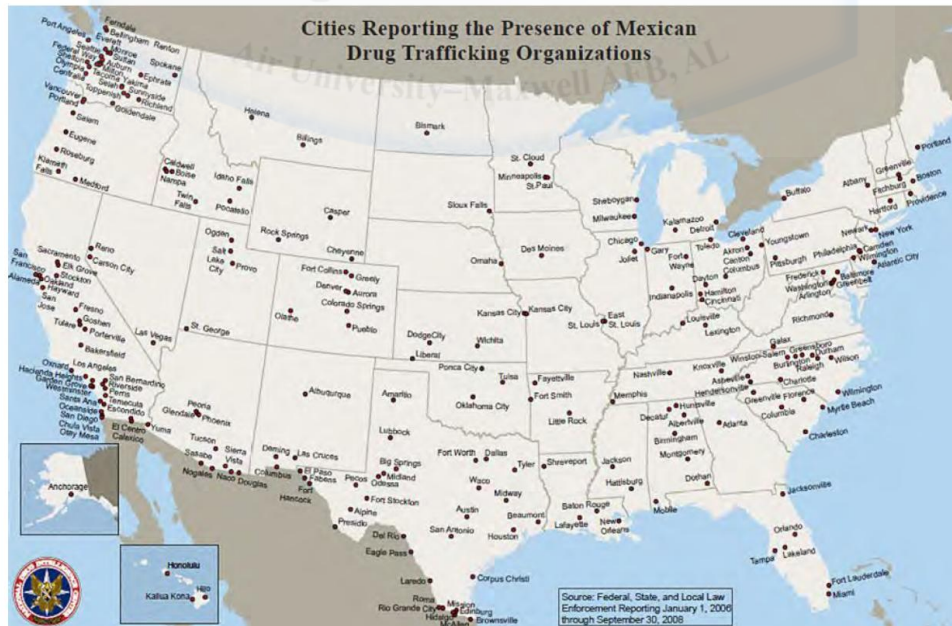 Cities Reporting the Presence of Mexican
Drug Trafficking Organizations
Air University–Maxwell AFB, AL
Ferndale
Bellingham
Renton
Port Angeles
Everett
Seattle
Monroe
Sultan
Federal Way
Auburn
Shelton
Milton
Olympia
Tacoma
Yakima
Centralia
Selah
Sunnyside
Toppenish
Richland
Spokane
Ephrata
Vancouver
Goldendale
Portland
Salem
Eugene
Roseburg
Klamath
Falls
Medford
Helena
Billings
Caldwell
Boise
Nampa
Idaho Falls
Twin
Falls
Pocatello
Casper
Rock Springs
Cheyenne
Bismark
Sioux Falls
St. Cloud
Minneapolis
St.Paul
Sheboygan
Milwaukee
Kalamazoo
Detroit
Chicago
Joliet
Gary
Fort
Wayne
Toledo
Cleveland
Akron
Canton
Columbus
Youngstown
Dayton
Hamilton
Cincinnati
Indianapolis
Pittsburgh
Philadelphia
Camden
Wilmington
Atlantic City
Newark
New York
Buffalo
Albany
Greenville
Fitchburg
Portland
Boston
Providence
Hartford
Frederick
Baltimore
Washington
Greenbelt
Arlington
Richmond
Reno
Carson City
Sacramento
Elk Grove
Stockton
San
Francisco
Oakland
Alameda
Hayward
San
Jose
Fresno
Goshen
Tulare
Porterville
Bakersfield
Las Vegas
St. George
Ogden
Salt
Lake
City
Provo
Fort Collins
Greely
Denver
Aurora
Colorado Springs
Olathe
Pueblo
Omaha
Des Moines
Kansas City
Kansas City
St. Louis
East
St. Louis
Louisville
Lexington
DodgeCity
Wichita
Liberal
Ponca City
Tulsa
Oklahoma City
Fayettville
Fort Smith
Little Rock
Memphis
Nashville
Knoxville
Galax
Winston-Salem
Greensboro
Burlington
Durham
Raleigh
Wilson
Asheville
Hendersonville
Charlotte
Greenville
Florence
Columbia
Wilmington
Myrtle Beach
Charleston
Oxnard
Los Angeles
Hacienda Heights
Garden Grove
Westminster
Santa Ana
Oceanside
San Diego
Chula Vista
Otey Mesa
San Bernardino
Riverside
Perris
Temecula
Escondido
El Centro
Calexico
Yuma
Peoria
Glendale
Phoenix
Tucson
Sierra
Vista
Sasabe
Nogales
Naco
Douglas
Albuquerque
Deming
Las Cruces
Columbus
El Paso
Fabens
Fort
Hancock
Amarillo
Lubbock
Big Springs
Midland
Odessa
Pecos
Fort Stockton
Alpine
Presidio
Del Rio
Eagle Pass
Laredo
Roma
Rio Grande City
Hidalgo
McAllen
Mission
Edinburg
Brownsville
Corpus Christi
Fort Worth
Dallas
Tyler
Waco
Midway
Austin
San Antonio
Houston
Beaumont
Shreveport
Lafayette
Baton Rouge
New
Orleans
Jackson
Hattisburg
Mobile
Decatur
Hunsville
Albertville
Birmingham
Montgomery
Dothan
Atlanta
Jacksonville
Orlando
Tampa
Lakeland
Fort Lauderdale
Miami
Anchorage
Honolulu
Kailua Kona
Hilo
Source: Federal, State, and Local Law
Enforcement Reporting January 1, 2006
through September 30, 2008